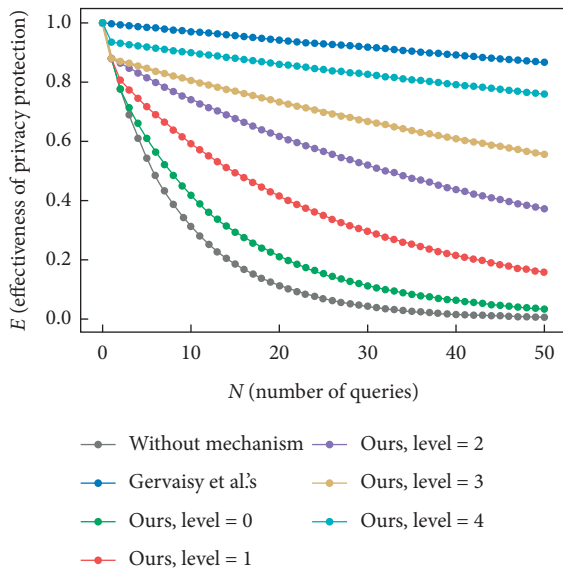 E (effectiveness of privacy protection)
1.0
0.8
0.6
0.4
0.2
0.0
0 10 20 30 40 50
N (number of queries)
Without mechanism
Gervaisy et al.'s
Ours, level = 0
Ours, level = 1
Ours, level = 2
Ours, level = 3
Ours, level = 4